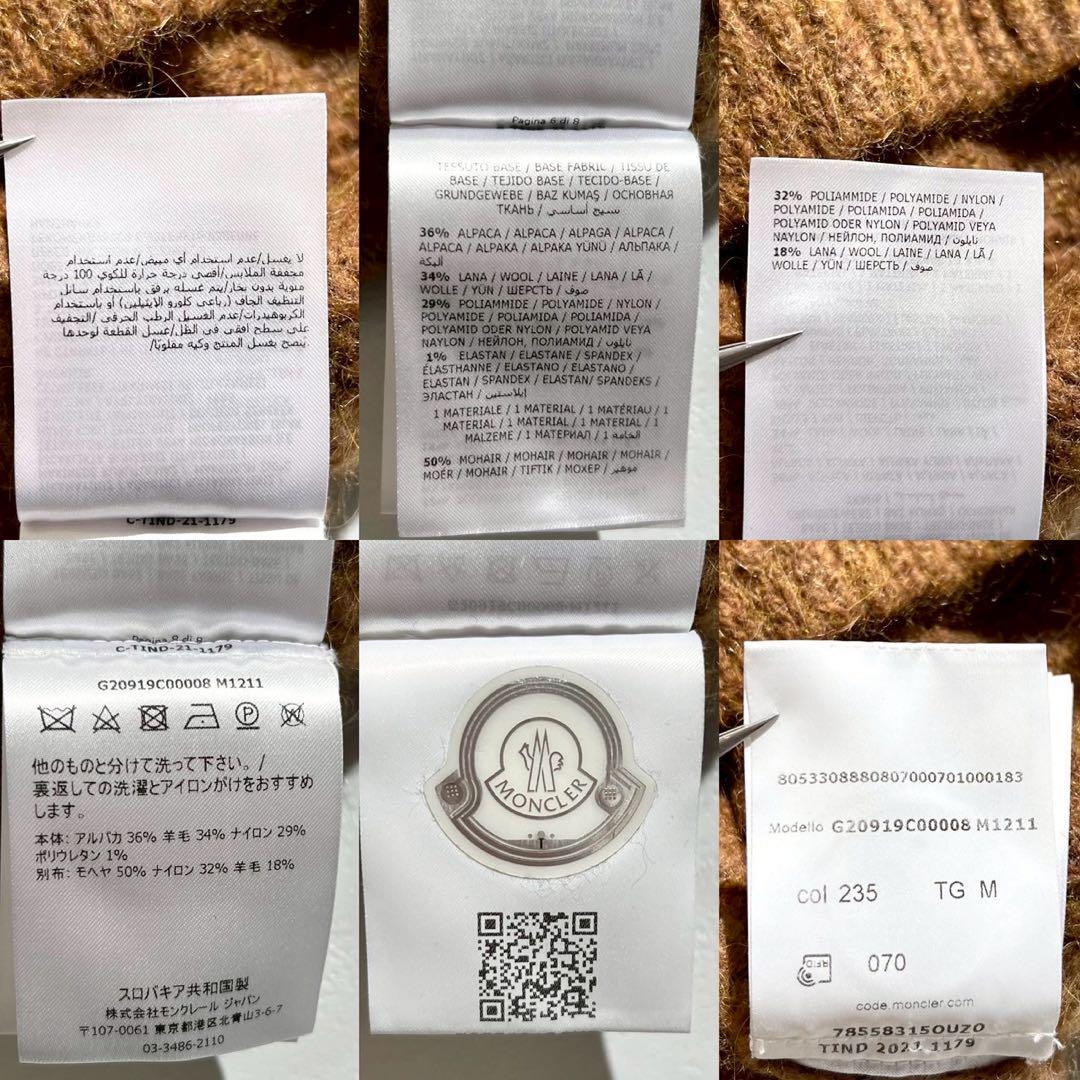 لا يغسل/عدم استخدام أي مبيض/عدم استخدام
مجففة الملابس/أقصى درجة حرارة للكوي 100 درجة
مئوية بدون بخار/يتم غسله برفق باستخدام سائل
التنظيف الجاف (رباعي كلورو الإيثيلين) أو باستخدام
الكربوهيدرات/عدم الغسيل الرطب الحرفي/التجفيف
على سطح أفقي في الظل/غسل القطعة لوحدها
ينصح بغسل المنتج وكيه مقلوبًا/
C-TIND-21-1179
Pagina 6 di 8
TESSUTO BASE / BASE FABRIC / TISSU DE
BASE / TEJIDO BASE / TECIDO-BASE /
GRUNDGEWEBE / BAZ KUMAŞ / ОСНОВНАЯ
ТКАНЬ / نسيج أساسي
36% ALPACA / ALPACA / ALPAGA / ALPACA /
ALPACA / ALPAKA / ALPAKA YÜNÜ / АЛЬПАКА /
ألبكة
34% LANA / WOOL / LAINE / LANA / LÃ /
WOLLE / YÜN / ШЕРСТЬ / صوف
29% POLIAMMIDE / POLYAMIDE / NYLON /
POLYAMIDE / POLIAMIDA / POLIAMIDA /
POLYAMID ODER NYLON / POLYAMID VEYA
NAYLON / НЕЙЛОН, ПОЛИАМИД / نايلون
1% ELASTAN / ELASTANE / SPANDEX /
ÉLASTHANNE / ELASTANO / ELASTANO /
ELASTAN / SPANDEX / ELASTAN/ SPANDEKS /
ЭЛАСТАН / إيلاستين
1 MATERIALE / 1 MATERIAL / 1 MATÉRIAU / 1
MATERIAL / 1 MATERIAL / 1 MATERIAL / 1
MALZEME / 1 МАТЕРИАЛ / 1 الخامة
50% MOHAIR / MOHAIR / MOHAIR / MOHAIR /
MOÉR / MOHAIR / TIFTIK / МОХЕР / موهير
32% POLIAMMIDE / POLYAMIDE / NYLON /
POLYAMIDE / POLIAMIDA / POLIAMIDA /
POLYAMID ODER NYLON / POLYAMID VEYA
NAYLON / НЕЙЛОН, ПОЛИАМИД / نايلون
18% LANA / WOOL / LAINE / LANA / LÃ /
WOLLE / YÜN / ШЕРСТЬ / صوف
Pagina 8 di 8
C-TIND-21-1179
G20919C00008 M1211
他のものと分けて洗って下さい。/
裏返しての洗濯とアイロンがけをおすすめ
します。
本体: アルパカ 36% 羊毛 34% ナイロン 29%
ポリウレタン 1%
別布: モヘヤ 50% ナイロン 32% 羊毛 18%
スロバキア共和国製
株式会社モンクレール ジャパン
〒107-0061 東京都港区北青山3-6-7
03-3486-2110
G20919C00008 M1211
MONCLER
T
8053308880807000701000183
Modello G20919C00008 M1211
col 235 TG M
RFID 070
code.moncler.com
78558315OUZO
TIND 2021 1179